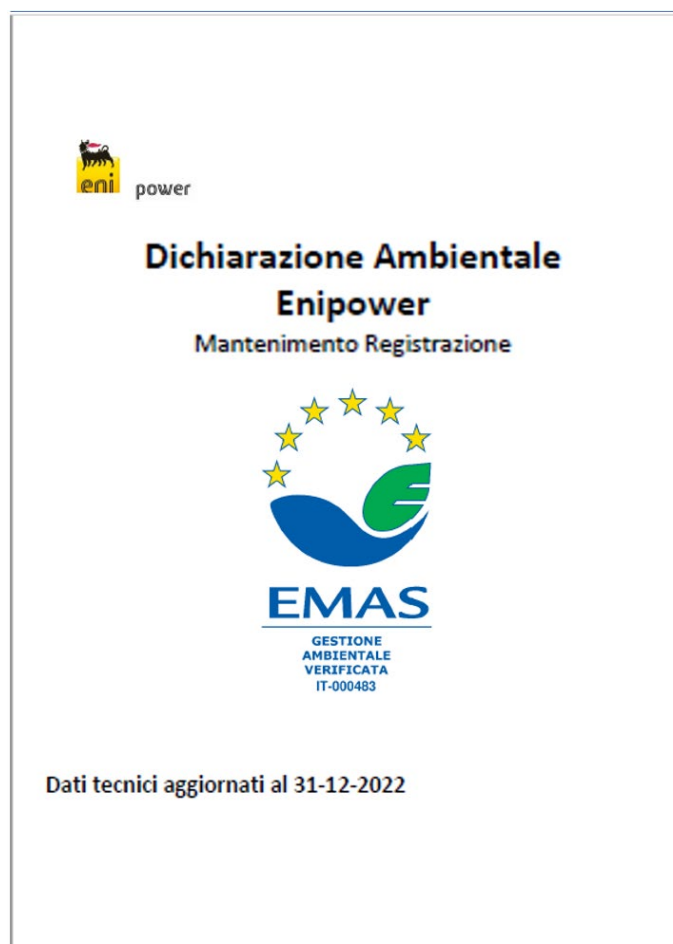 eni power
Dichiarazione Ambientale
Enipower
Mantenimento Registrazione
EMAS
GESTIONE
AMBIENTALE
VERIFICATA
IT-000483
Dati tecnici aggiornati al 31-12-2022